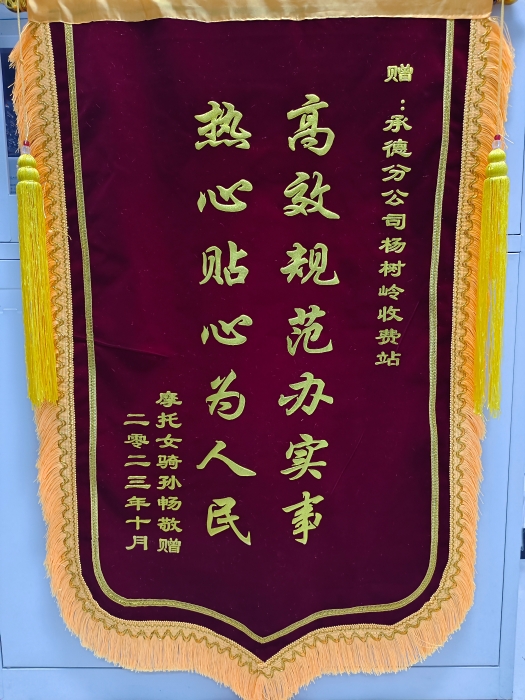 赠：承德分公司杨树岭收费站
高效规范办实事
热心贴心为人民
摩托女骑孙畅敬赠
二零二三年十月